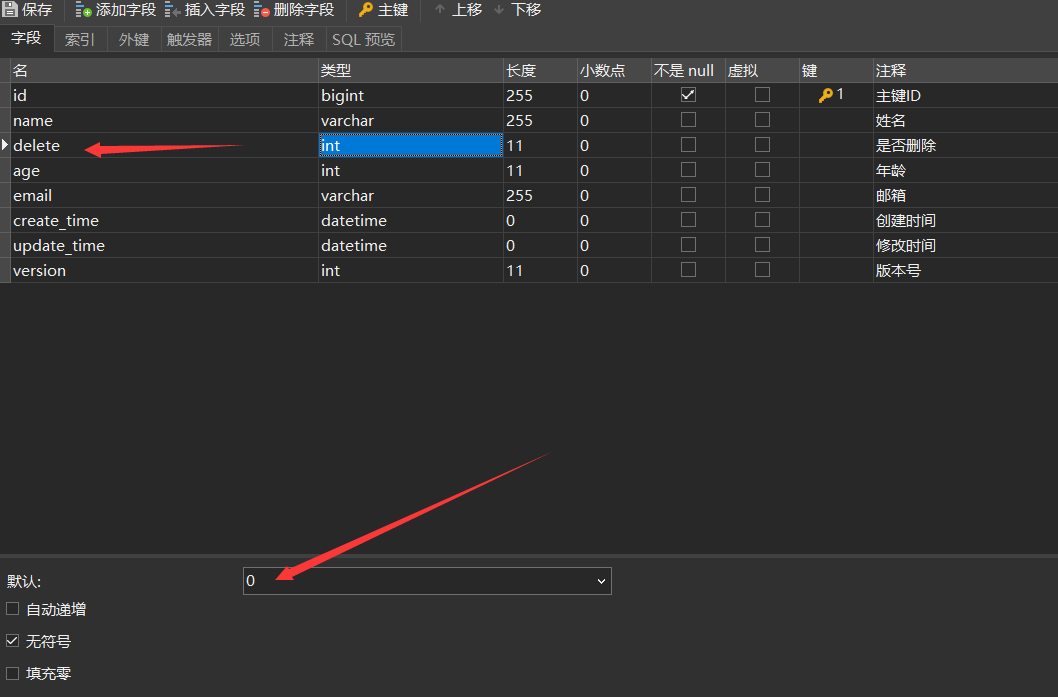 保存 添加字段 插入字段 删除字段 主键 上移 下移
字段 索引 外键 触发器 选项 注释 SQL 预览
名 类型 长度 小数点 不是 null 虚拟 键 注释
id bigint 255 0 1 主键ID
name varchar 255 0 姓名
delete int 11 0 是否删除
age int 11 0 年龄
email varchar 255 0 邮箱
create_time datetime 0 0 创建时间
update_time datetime 0 0 修改时间
version int 11 0 版本号
默认: 0
自动递增
无符号
填充零